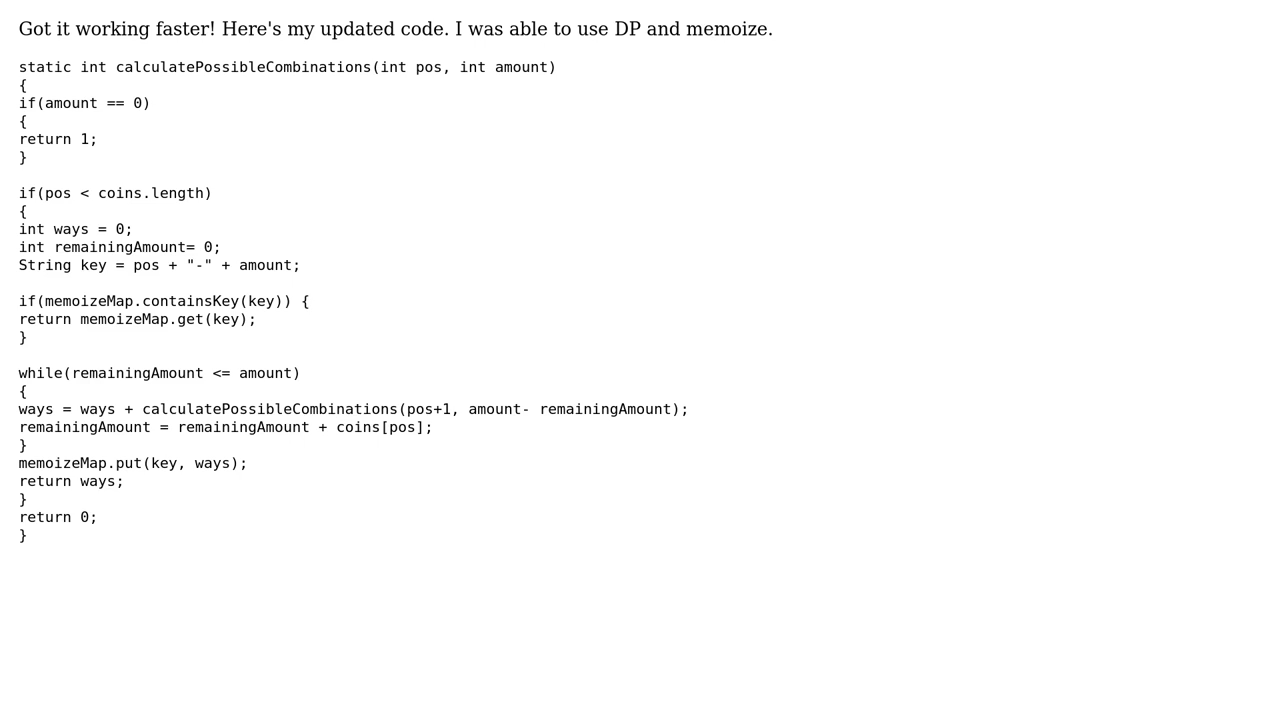 Got it working faster! Here's my updated code. I was able to use DP and memoize.
static int calculatePossibleCombinations(int pos, int amount)
{
if(amount == 0)
{
return 1;
}
if(pos < coins.length)
{
int ways = 0;
int remainingAmount= 0;
String key = pos + "-" + amount;
if(memoizeMap.containsKey(key)) {
return memoizeMap.get(key);
}
while(remainingAmount <= amount)
{
ways = ways + calculatePossibleCombinations(pos+1, amount- remainingAmount);
remainingAmount = remainingAmount + coins[pos];
}
memoizeMap.put(key, ways);
return ways;
}
return 0;
}